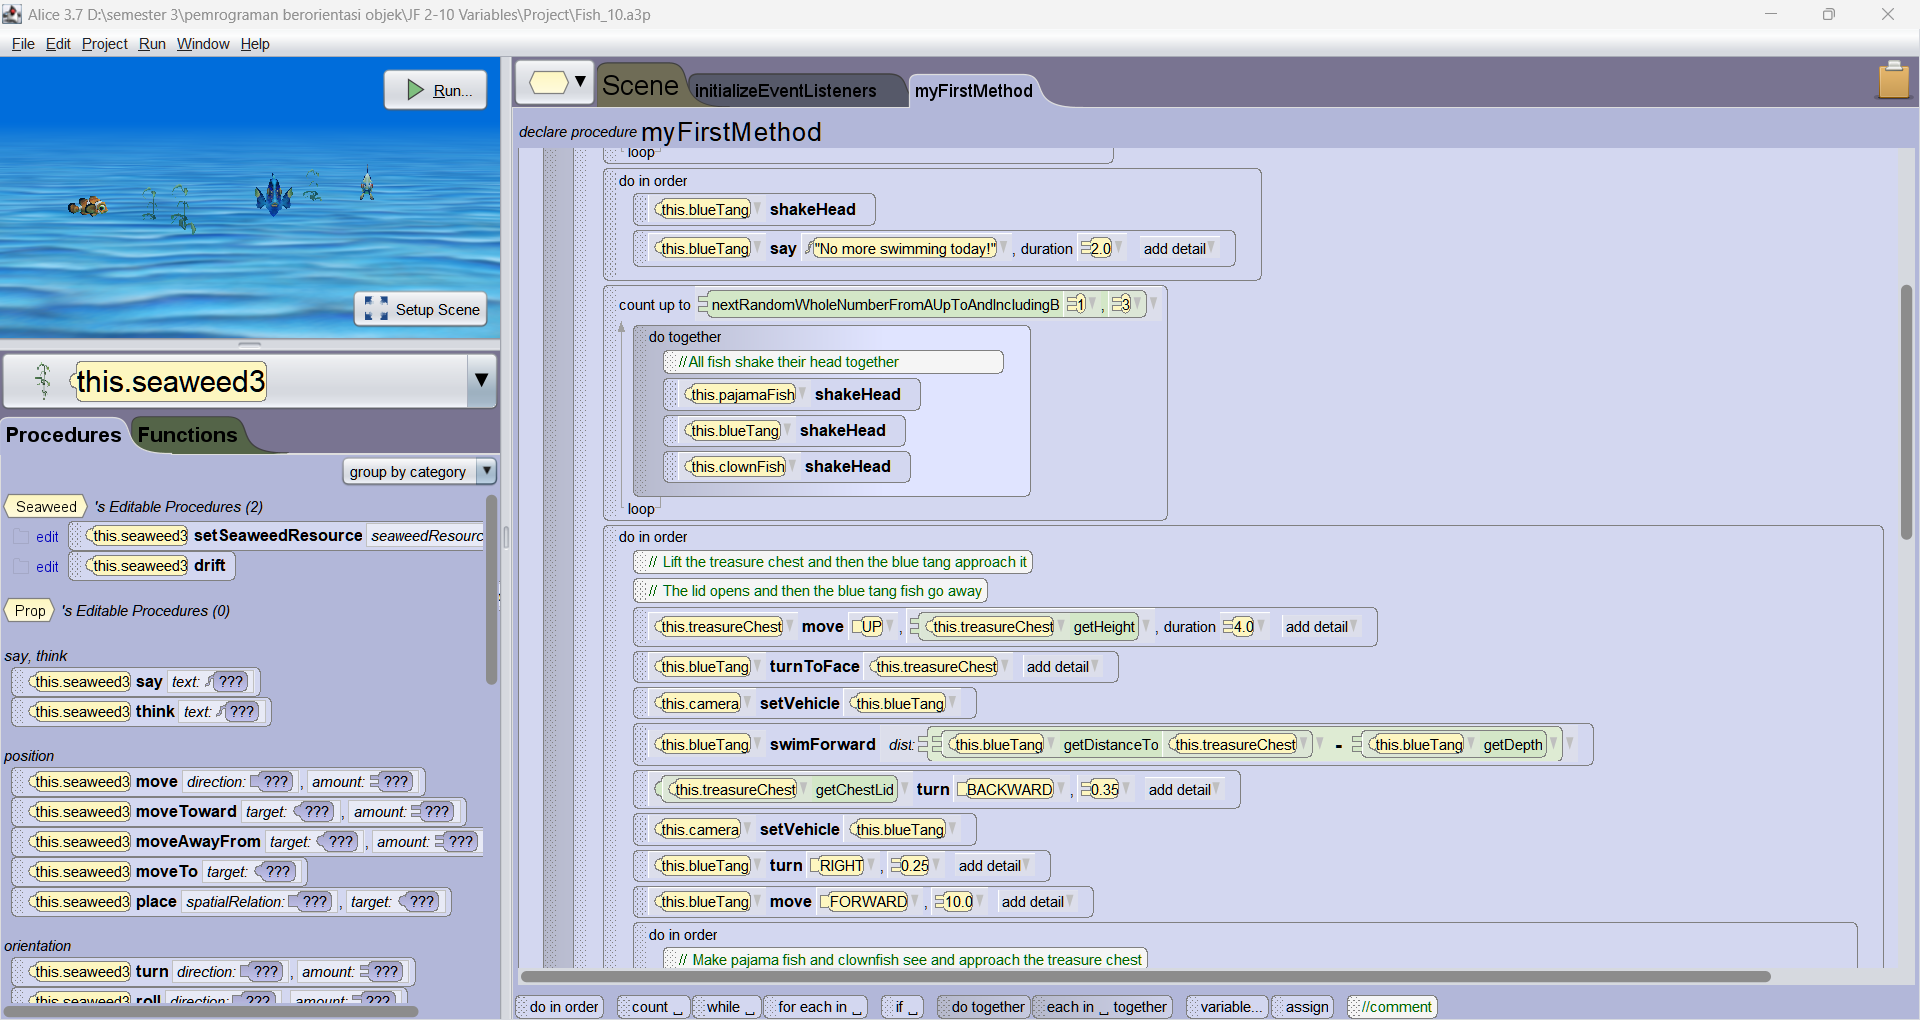 Alice 3.7 D:\semester 3\pemrograman berorientasi objek\JF 2-10 Variables\Project\Fish_10.a3p
File Edit Project Run Window Help
Run...
Setup Scene
this.seaweed3
Procedures Functions
group by category
Seaweed 's Editable Procedures (2)
edit this.seaweed3 setSeaweedResource seaweedResourc
edit this.seaweed3 drift
Prop 's Editable Procedures (0)
say, think
this.seaweed3 say text: ???
this.seaweed3 think text: ???
position
this.seaweed3 move direction: ??? , amount: ???
this.seaweed3 moveToward target: ??? , amount: ???
this.seaweed3 moveAwayFrom target: ??? , amount: ???
this.seaweed3 moveTo target: ???
this.seaweed3 place spatialRelation: ??? , target: ???
orientation
this.seaweed3 turn direction: ??? , amount: ???
this.seaweed3 roll direction: ??? , amount: ???
Scene initializeEventListeners myFirstMethod
declare procedure myFirstMethod
loop
do in order
this.blueTang shakeHead
this.blueTang say "No more swimming today!" , duration 2.0 add detail
count up to nextRandomWholeNumberFromAUpToAndIncludingB 1 , 3
do together
//All fish shake their head together
this.pajamaFish shakeHead
this.blueTang shakeHead
this.clownFish shakeHead
loop
do in order
// Lift the treasure chest and then the blue tang approach it
// The lid opens and then the blue tang fish go away
this.treasureChest move UP , this.treasureChest getHeight , duration 4.0 add detail
this.blueTang turnToFace this.treasureChest add detail
this.camera setVehicle this.blueTang
this.blueTang swimForward dist: this.blueTang getDistanceTo this.treasureChest - this.blueTang getDepth
this.treasureChest getChestLid turn BACKWARD , 0.35 add detail
this.camera setVehicle this.blueTang
this.blueTang turn RIGHT , 0.25 add detail
this.blueTang move FORWARD , 10.0 add detail
do in order
// Make pajama fish and clownfish see and approach the treasure chest
do in order count while for each in if do together each in together variable... assign //comment